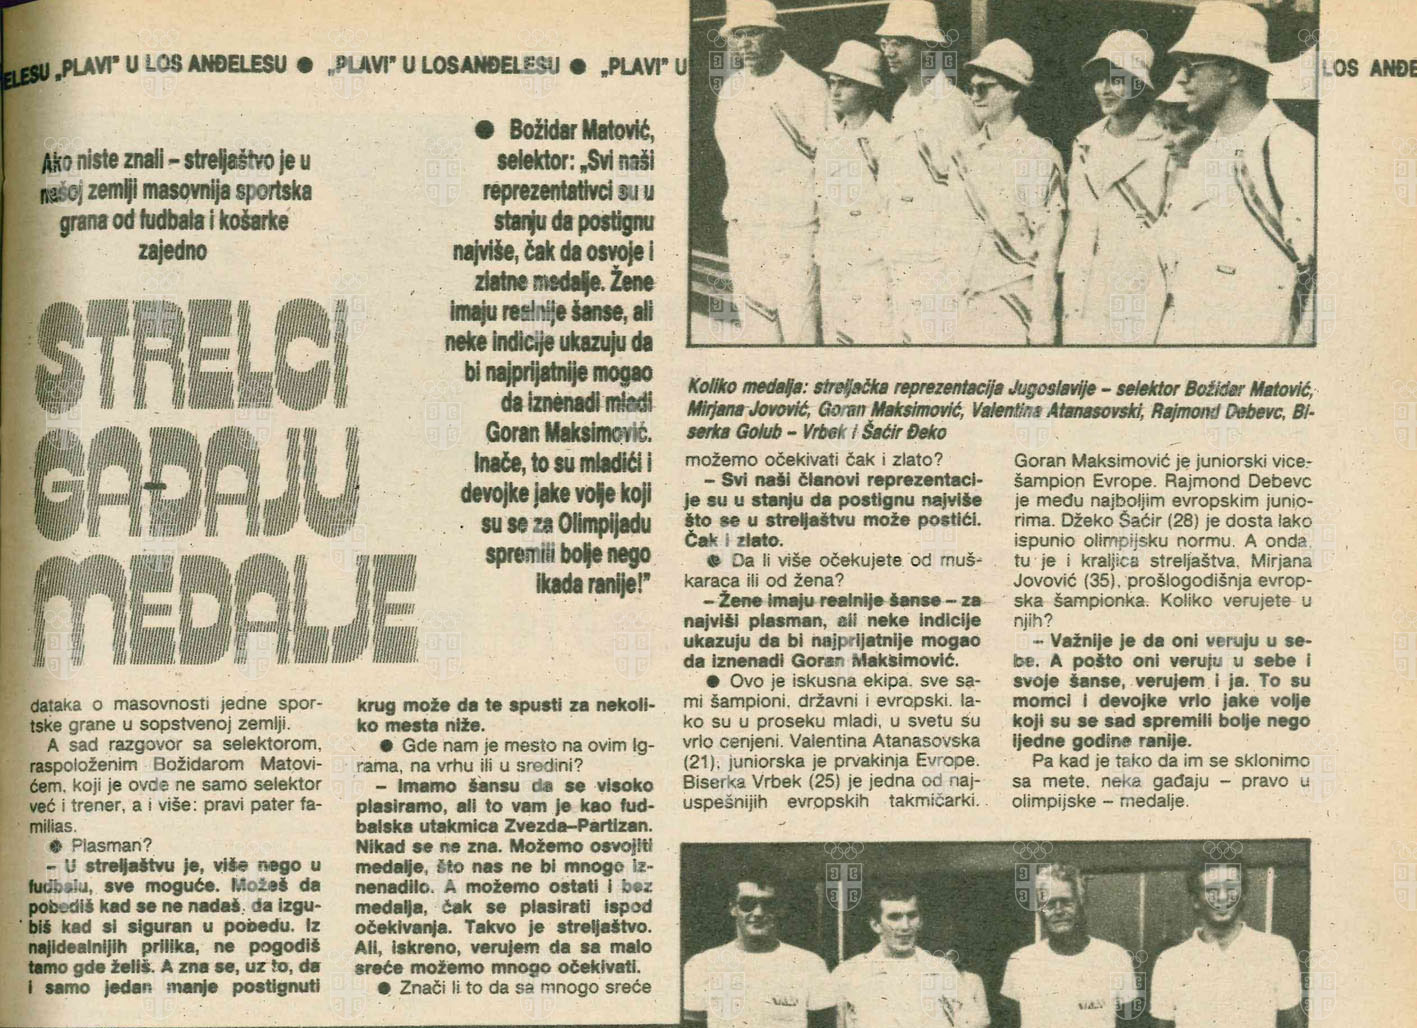 ELESU „PLAVI" U LOS ANĐELESU ● „PLAVI" U LOS ANĐELESU ● „PLAVI" U
LOS ANĐE
Ako niste znali – streljaštvo je u
našoj zemlji masovnija sportska
grana od fudbala i košarke
zajedno
STRELCI
GAĐAJU
MEDALJE
● Božidar Matović,
selektor: „Svi naši
reprezentativci su u
stanju da postignu
najviše, čak da osvoje i
zlatne medalje. Žene
imaju realnije šanse, ali
neke indicije ukazuju da
bi najprijatnije mogao
da iznenadi mladi
Goran Maksimović.
Inače, to su mladići i
devojke jake volje koji
su se za Olimpijadu
spremili bolje nego
ikada ranije!"
Koliko medalja: streljačka reprezentacija Jugoslavije – selektor Božidar Matović,
Mirjana Jovović, Goran Maksimović, Valentina Atanasovski, Rajmond Debevc, Bi-
serka Golub – Vrbek i Šaćir Đeko
dataka o masovnosti jedne spor-
tske grane u sopstvenoj zemlji.
A sad razgovor sa selektorom,
raspoloženim Božidarom Matovi-
ćem, koji je ovde ne samo selektor
već i trener, a i više: pravi pater fa-
milias.
● Plasman?
– U streljaštvu je, više nego u
fudbalu, sve moguće. Možeš da
pobediš kad se ne nadaš, da izgu-
biš kad si siguran u pobedu. Iz
najidealnijih prilika, ne pogodiš
tamo gde želiš. A zna se, uz to, da
i samo jedan manje postignuti
krug može da te spusti za nekoli-
ko mesta niže.
● Gde nam je mesto na ovim Ig-
rama, na vrhu ili u sredini?
– Imamo šansu da se visoko
plasiramo, ali to vam je kao fud-
balska utakmica Zvezda–Partizan.
Nikad se ne zna. Možemo osvojiti
medalje, što nas ne bi mnogo iz-
nenadilo. A možemo ostati i bez
medalja, čak se plasirati ispod
očekivanja. Takvo je streljaštvo.
Ali, iskreno, verujem da sa malo
sreće možemo mnogo očekivati.
● Znači li to da sa mnogo sreće
možemo očekivati čak i zlato?
– Svi naši članovi reprezentaci-
je su u stanju da postignu najviše
što se u streljaštvu može postići.
Čak i zlato.
● Da li više očekujete od muš-
karaca ili od žena?
– Žene imaju realnije šanse – za
najviši plasman, ali neke indicije
ukazuju da bi najprijatnije mogao
da iznenadi Goran Maksimović.
● Ovo je iskusna ekipa, sve sa-
mi šampioni, državni i evropski. Ia-
ko su u proseku mladi, u svetu su
vrlo cenjeni. Valentina Atanasovska
(21), juniorska je prvakinja Evrope.
Biserka Vrbek (25) je jedna od naj-
uspešnijih evropskih takmičarki.
Goran Maksimović je juniorski vice-
šampion Evrope. Rajmond Debevc
je među najboljim evropskim junio-
rima. Džeko Šaćir (28) je dosta lako
ispunio olimpijsku normu. A onda,
tu je i kraljica streljaštva, Mirjana
Jovović (35), prošlogodišnja evrop-
ska šampionka. Koliko verujete u
njih?
– Važnije je da oni veruju u se-
be. A pošto oni veruju u sebe i
svoje šanse, verujem i ja. To su
momci i devojke vrlo jake volje
koji su se sad spremili bolje nego
ijedne godine ranije.
Pa kad je tako da im se sklonimo
sa mete, neka gađaju – pravo u
olimpijske – medalje.